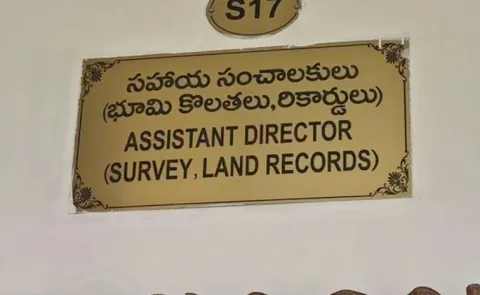 S17
సహాయ సంచాలకులు
(భూమి కొలతలు,రికార్డులు)
ASSISTANT DIRECTOR
(SURVEY, LAND RECORDS)